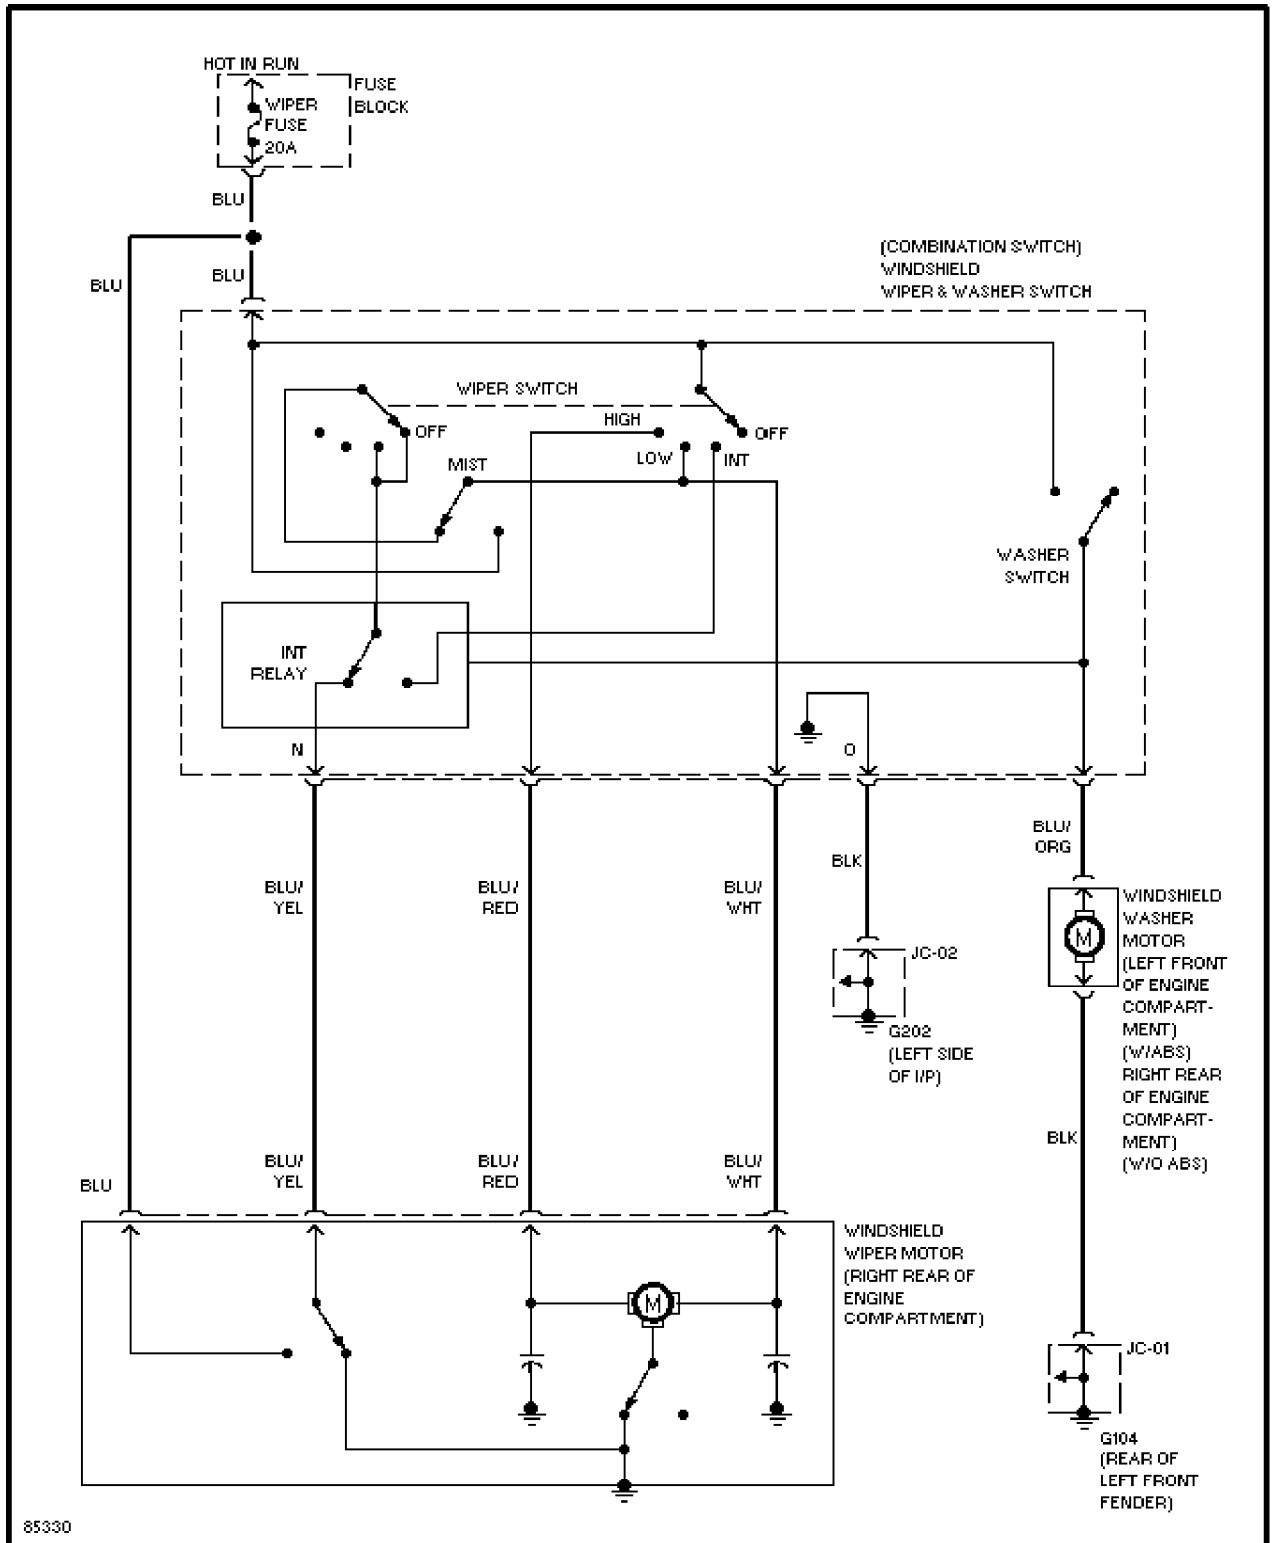 HOT IN RUN
FUSE
BLOCK
WIPER
FUSE
20A
BLU
BLU
BLU
(COMBINATION SWITCH)
WINDSHIELD
WIPER & WASHER SWITCH
WIPER SWITCH
OFF
HIGH
OFF
LOW
INT
MIST
WASHER
SWITCH
INT
RELAY
N
O
BLU/
YEL
BLU/
RED
BLU/
WHT
BLK
BLU/
ORG
JC-02
G202
(LEFT SIDE
OF I/P)
M
WINDSHIELD
WASHER
MOTOR
(LEFT FRONT
OF ENGINE
COMPART-
MENT)
(W/ABS)
RIGHT REAR
OF ENGINE
COMPART-
MENT)
(W/O ABS)
BLK
BLU
BLU/
YEL
BLU/
RED
BLU/
WHT
WINDSHIELD
WIPER MOTOR
(RIGHT REAR OF
ENGINE
COMPARTMENT)
M
JC-01
G104
(REAR OF
LEFT FRONT
FENDER)
85330